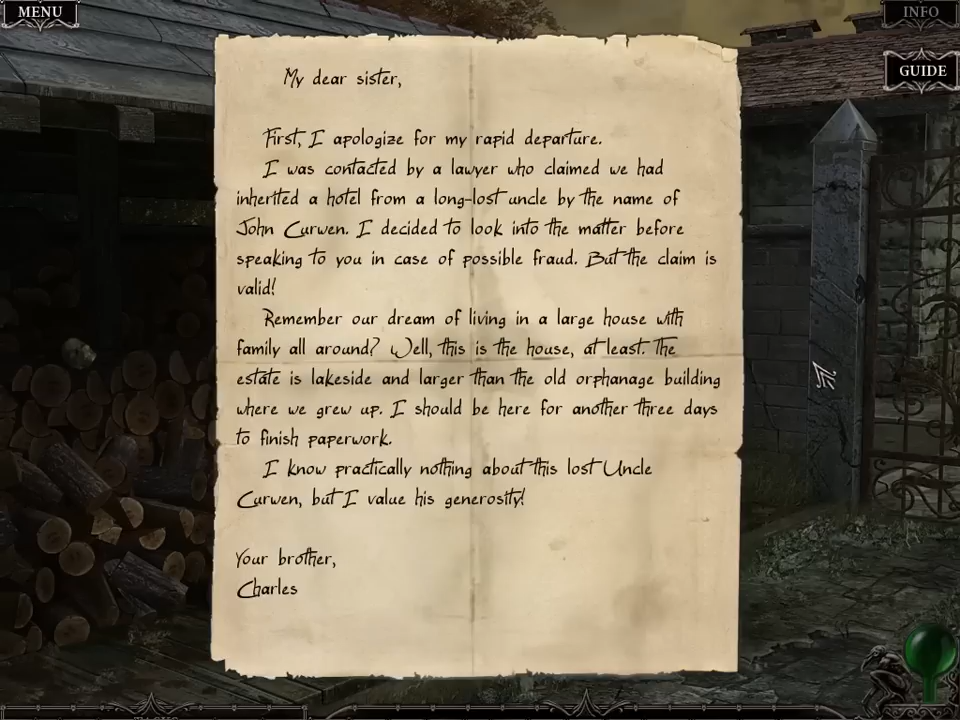 MENU
INFO
GUIDE
My dear sister,
First, I apologize for my rapid departure.
I was contacted by a lawyer who claimed we had
inherited a hotel from a long-lost uncle by the name of
John Curwen. I decided to look into the matter before
speaking to you in case of possible fraud. But the claim is
valid!
Remember our dream of living in a large house with
family all around? Well, this is the house, at least. The
estate is lakeside and larger than the old orphanage building
where we grew up. I should be here for another three days
to finish paperwork.
I know practically nothing about this lost Uncle
Curwen, but I value his generosity!
Your brother,
Charles